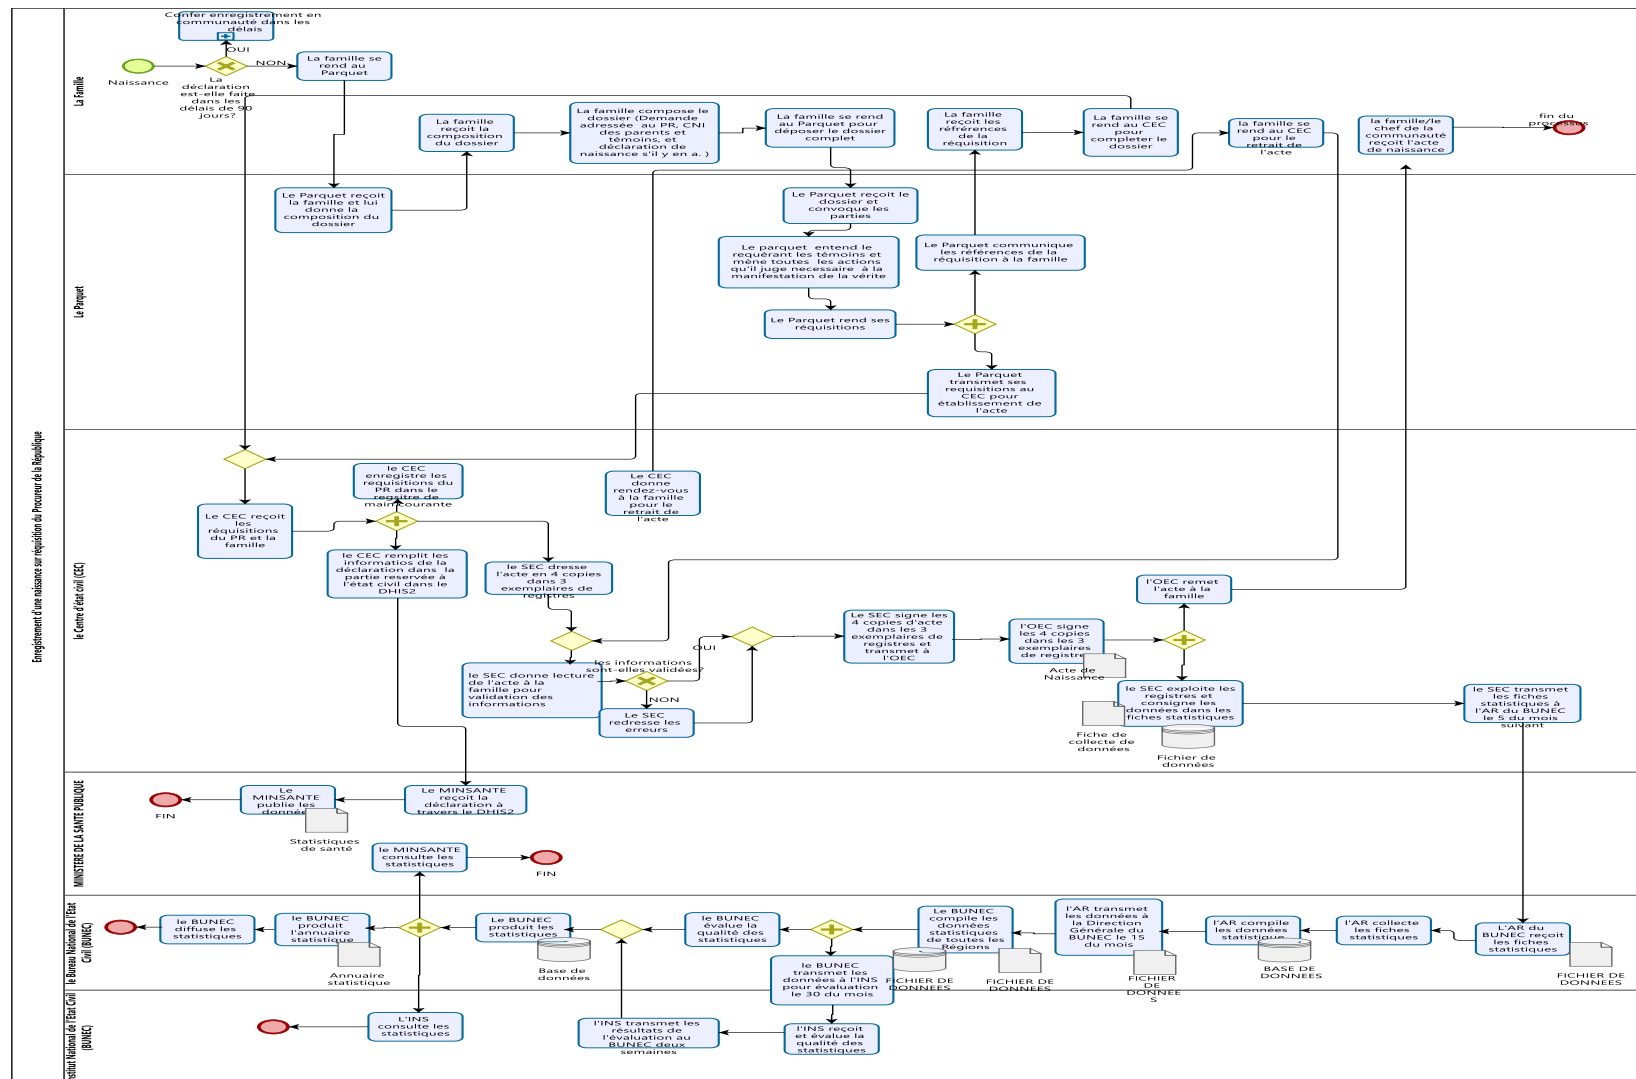 Enregistrement d'une naissance sur réquisition du Procureur de la République
La Famille
Confer enregistrement en
communauté dans les
délais
OUI
Naissance
La
déclaration
est-elle faite
dans les
délais de 90
jours?
NON
La famille se
rend au
Parquet
La famille
reçoit la
composition
du dossier
La famille compose le
dossier (Demande
adressée au PR, CNI
des parents et
témoins, et
déclaration de
naissance s'il y en a. )
La famille se rend
au Parquet pour
déposer le dossier
complet
La famille
reçoit les
références
de la
réquisition
La famille se
rend au CEC
pour
completer le
dossier
la famille se
rend au CEC
pour le
retrait de
l'acte
la famille/le
chef de la
communauté
reçoit l'acte
de naissance
fin du
processus
Le Parquet
Le Parquet reçoit
la famille et lui
donne la
composition du
dossier
Le Parquet reçoit le
dossier et
convoque les
parties
Le parquet entend le
requérant les témoins et
mène toutes les actions
qu'il juge necessaire à la
manifestation de la vérite
Le Parquet communique
les références de la
réquisition à la famille
Le Parquet rend ses
réquisitions
Le Parquet
transmet ses
requisitions au
CEC pour
établissement de
l'acte
le Centre d'état civil (CEC)
le CEC
enregistre les
requisitions du
PR dans le
registre de
main courante
Le CEC
donne
rendez-vous
à la famille
pour le
retrait de
l'acte
Le CEC reçoit
les
réquisitions
du PR et la
famille
le CEC remplit les
informatios de la
déclaration dans la
partie reservée à
l'état civil dans le
DHIS2
le SEC dresse
l'acte en 4 copies
dans 3
exemplaires de
registres
l'OEC remet
l'acte à la
famille
Le SEC signe les
4 copies d'acte
dans les 3
exemplaires de
registres et
transmet à
l'OEC
l'OEC signe
les 4 copies
dans les 3
exemplaires
de registre
Acte de
Naissance
les informations
sont-elles validées?
OUI
NON
le SEC donne lecture
de l'acte à la
famille pour
validation des
informations
Le SEC
redresse les
erreurs
le SEC exploite les
registres et
consigne les
données dans les
fiches statistiques
Fiche de
collecte de
données
Fichier de
données
le SEC transmet
les fiches
statistiques à
l'AR du BUNEC
le 5 du mois
suivant
MINISTERE DE LA SANTE PUBLIQUE
FIN
Le
MINSANTE
publie les
données
Statistiques
de santé
Le MINSANTE
reçoit la
déclaration à
travers le DHIS2
le MINSANTE
consulte les
statistiques
FIN
le Bureau National de l'Etat
Civil (BUNEC)
le BUNEC
diffuse les
statistiques
le BUNEC
produit
l'annuaire
statistique
Annuaire
statistique
Le BUNEC
produit les
statistiques
Base de
données
le BUNEC
évalue la
qualité des
statistiques
le BUNEC
transmet les
données à l'INS
pour évaluation
le 30 du mois
Le BUNEC
compile les
données
statistiques
de toutes les
Régions
FICHIER DE
DONNEES
FICHIER DE
DONNEES
l'AR transmet
les données à
la Direction
Générale du
BUNEC le 15
du mois
FICHIER
DE
DONNEE
S
l'AR compile
les données
statistiques
BASE DE
DONNEES
l'AR collecte
les fiches
statistiques
L'AR du
BUNEC reçoit
les fiches
statistiques
FICHIER DE
DONNEES
stitut National de l'Etat Civil
(BUNEC)
L'INS
consulte les
statistiques
l'INS transmet les
résultats de
l'évaluation au
BUNEC deux
semaines
l'INS reçoit
et évalue la
qualité des
statistiques